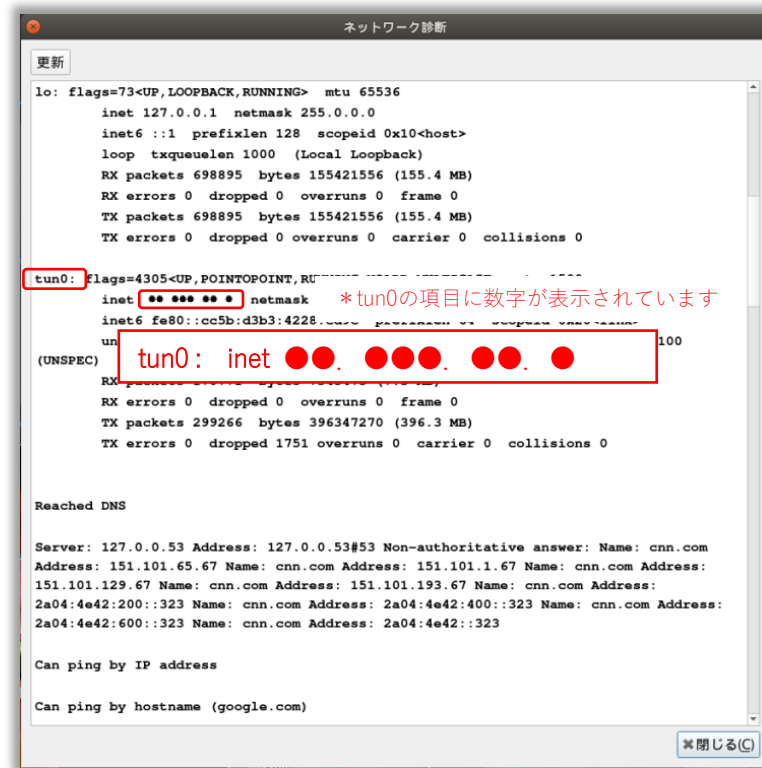 ネットワーク診断
更新
lo: flags=73<UP,LOOPBACK,RUNNING>  mtu 65536
inet 127.0.0.1  netmask 255.0.0.0
inet6 ::1  prefixlen 128  scopeid 0x10<host>
loop  txqueuelen 1000  (Local Loopback)
RX packets 698895  bytes 155421556 (155.4 MB)
RX errors 0  dropped 0  overruns 0  frame 0
TX packets 698895  bytes 155421556 (155.4 MB)
TX errors 0  dropped 0 overruns 0  carrier 0  collisions 0
tun0: flags=4305<UP,POINTOPOINT,
inet ●● ●●● ●● ● netmask ＊tun0の項目に数字が表示されています
inet6 fe80::cc5b:d3b3:4228:
un 100
tun0： inet ●●. ●●●. ●●. ●
(UNSPEC)
RX
RX errors 0  dropped 0  overruns 0  frame 0
TX packets 299266  bytes 396347270 (396.3 MB)
TX errors 0  dropped 1751 overruns 0  carrier 0  collisions 0
Reached DNS
Server: 127.0.0.53 Address: 127.0.0.53#53 Non-authoritative answer: Name: cnn.com
Address: 151.101.65.67 Name: cnn.com Address: 151.101.1.67 Name: cnn.com Address:
151.101.129.67 Name: cnn.com Address: 151.101.193.67 Name: cnn.com Address:
2a04:4e42:200::323 Name: cnn.com Address: 2a04:4e42:400::323 Name: cnn.com Address:
2a04:4e42:600::323 Name: cnn.com Address: 2a04:4e42::323
Can ping by IP address
Can ping by hostname (google.com)
✖閉じる(C)